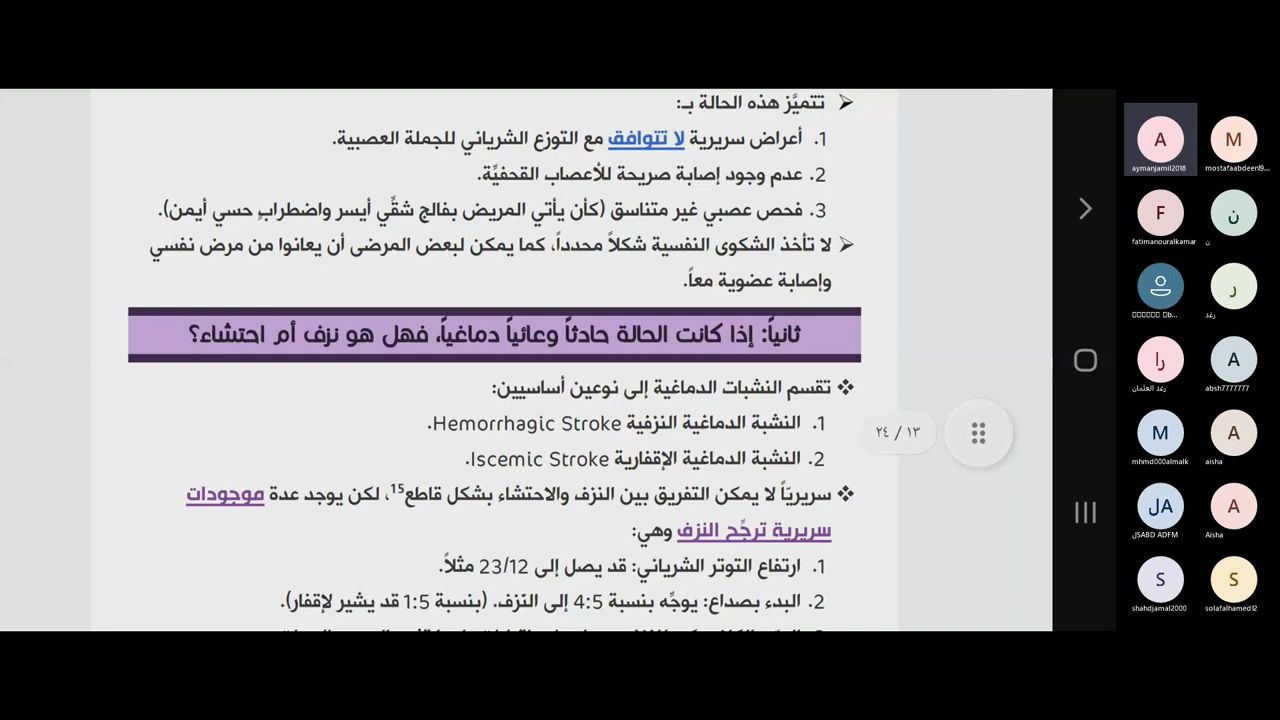 تتميَّز هذه الحالة بـ:
1. أعراض سريرية لا تتوافق مع التوزع الشرياني للجملة العصبية.
2. عدم وجود إصابة صريحة للأعصاب القحفيَّة.
3. فحص عصبي غير متناسق (كأن يأتي المريض بفالج شقِّي أيسر واضطرابٍ حسي أيمن).
لا تأخذ الشكوى النفسية شكلاً محدداً، كما يمكن لبعض المرضى أن يعانوا من مرض نفسي
وإصابة عضوية معاً.
ثانياً: إذا كانت الحالة حادثاً وعائياً دماغياً، فهل هو نزف أم احتشاء؟
تقسم النشبات الدماغية إلى نوعين أساسيين:
1. النشبة الدماغية النزفية Hemorrhagic Stroke.
2. النشبة الدماغية الإقفارية Iscemic Stroke.
سريريّاً لا يمكن التفريق بين النزف والاحتشاء بشكل قاطع15، لكن يوجد عدة موجودات
سريرية ترجِّح النزف وهي:
1. ارتفاع التوتر الشرياني: قد يصل إلى 23/12 مثلاً.
2. البدء بصداع: يوجِّه بنسبة 4:5 إلى النّزف. (بنسبة 1:5 قد يشير لإقفار).
١٣ / ٢٤
A
aymanjamil2018
M
mostafaabdeen19...
F
fatimanouralkamar
ن
ن
ر
رغد
را
رغد العثمان
A
absh7777777
M
mhmd000almalk
A
aisha
JA
JSABD ADFM
A
Aisha
S
shahdjamal2000
S
solafalhamed12